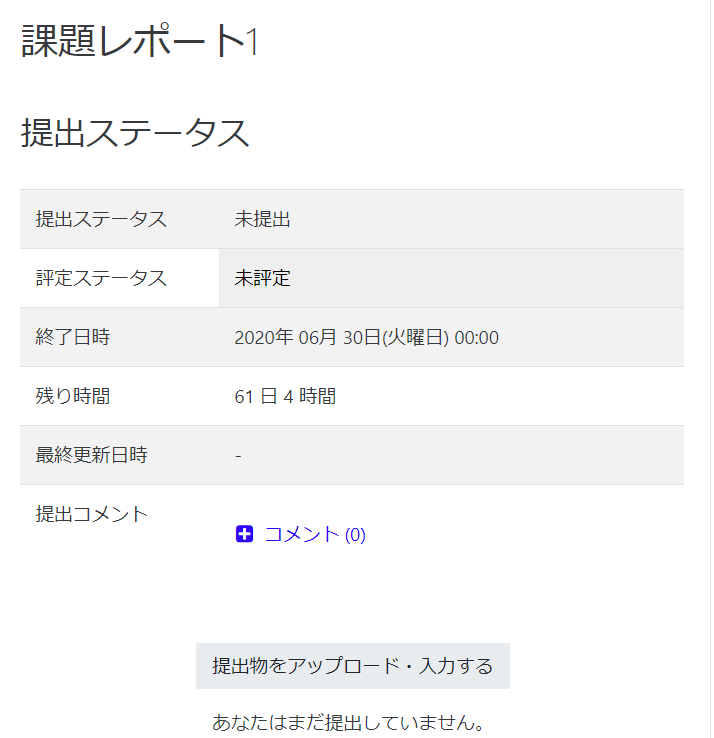 課題レポート1
提出ステータス
提出ステータス 未提出
評定ステータス 未評定
終了日時 2020年 06月 30日(火曜日) 00:00
残り時間 61 日 4 時間
最終更新日時 -
提出コメント
コメント (0)
提出物をアップロード・入力する
あなたはまだ提出していません。